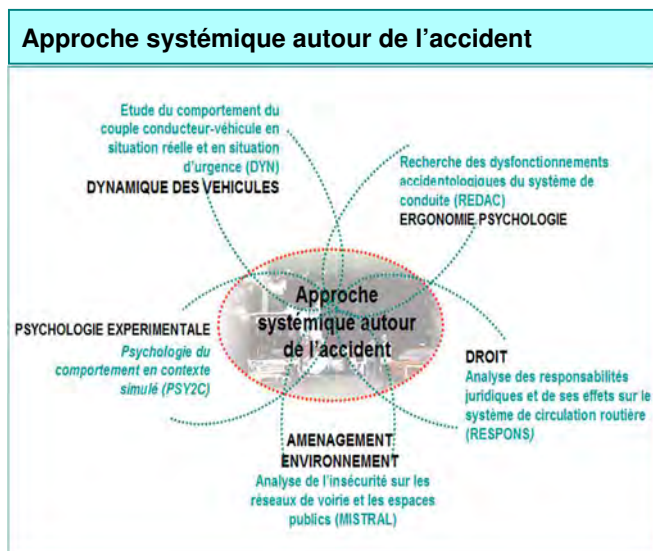 Approche systémique autour de l'accident
Etude du comportement du
couple conducteur-véhicule en
situation réelle et en situation
d'urgence (DYN)
DYNAMIQUE DES VEHICULES
Recherche des dysfonctionnements
accidentologiques du système de
conduite (REDAC)
ERGONOMIE PSYCHOLOGIE
Approche
systémique autour
de l'accident
PSYCHOLOGIE EXPERIMENTALE
Psychologie du
comportement en contexte
simulé (PSY2C)
DROIT
Analyse des responsabilités
juridiques et de ses effets sur le
système de circulation routière
(RESPONS)
AMENAGEMENT
ENVIRONNEMENT
Analyse de l'insécurité sur les
réseaux de voirie et les espaces
publics (MISTRAL)